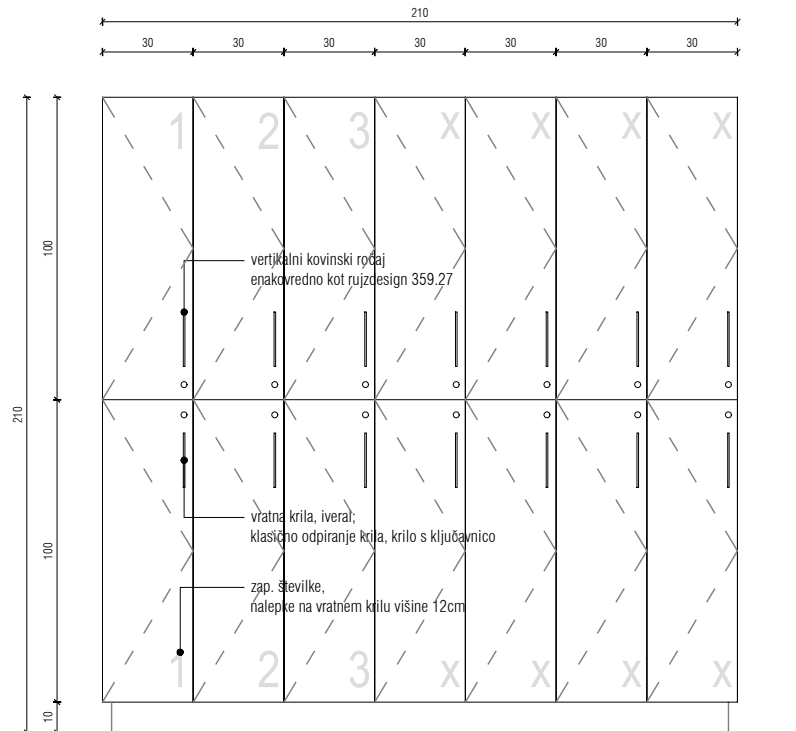 210
30 30 30 30 30 30 30
1 2 3 x x x x
100
vertikalni kovinski ročaj
enakovredno kot rujzdesign 359.27
210
100
vratna krila, iveral;
klasično odpiranje krila, krilo s ključavnico
zap. številke,
nalepke na vratnem krilu višine 12cm
1 2 3 x x x x
10